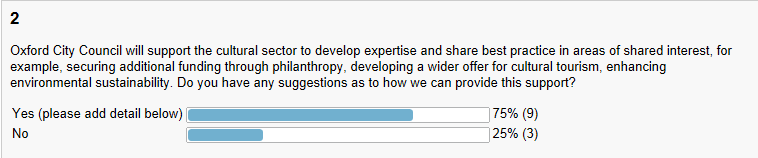 2
Oxford City Council will support the cultural sector to develop expertise and share best practice in areas of shared interest, for
example, securing additional funding through philanthropy, developing a wider offer for cultural tourism, enhancing
environmental sustainability. Do you have any suggestions as to how we can provide this support?
Yes (please add detail below) 75% (9)
No 25% (3)